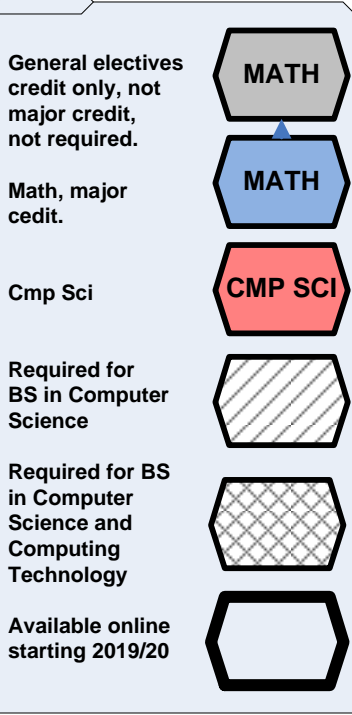 General electives
credit only, not
major credit,
not required.
MATH
Math, major
cedit.
MATH
Cmp Sci
CMP SCI
Required for
BS in Computer
Science
Required for BS
in Computer
Science and
Computing
Technology
Available online
starting 2019/20